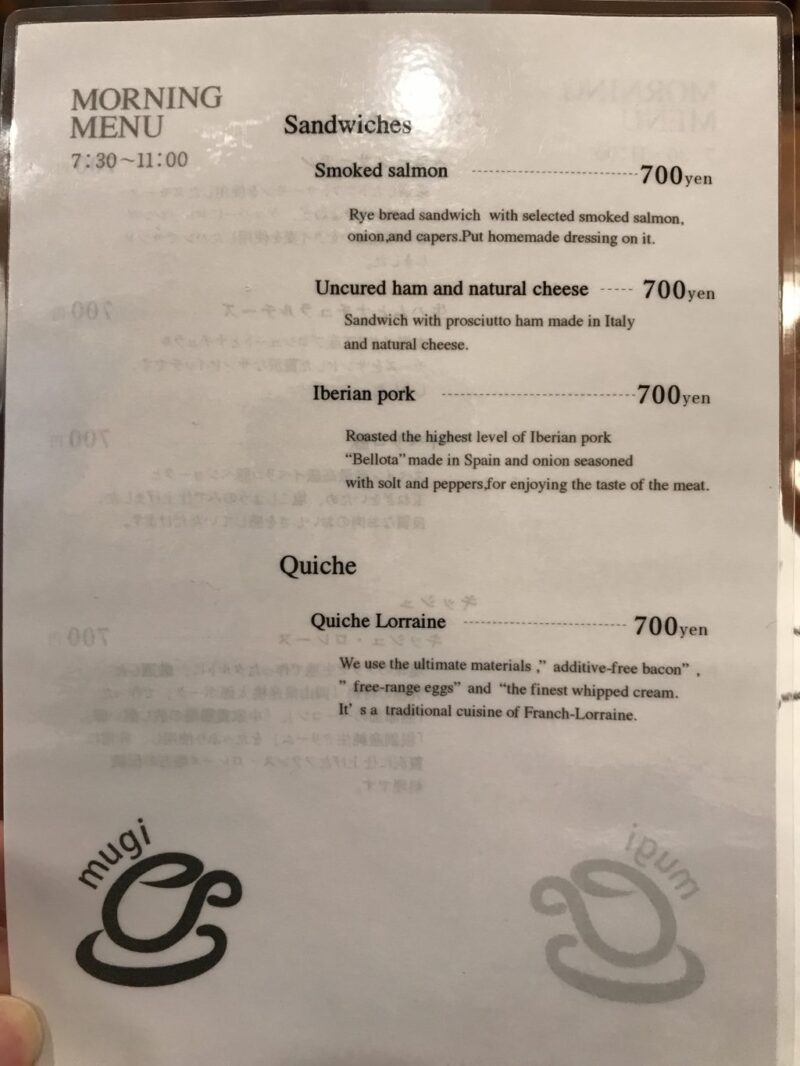 MORNING
MENU
7:30~11:00
Sandwiches
Smoked salmon 700yen
Rye bread sandwich with selected smoked salmon,
onion,and capers.Put homemade dressing on it.
Uncured ham and natural cheese 700yen
Sandwich with prosciutto ham made in Italy
and natural cheese.
Iberian pork 700yen
Roasted the highest level of Iberian pork
“Bellota” made in Spain and onion seasoned
with solt and peppers,for enjoying the taste of the meat.
Quiche
Quiche Lorraine 700yen
We use the ultimate materials ,” additive-free bacon” ,
” free-range eggs” and “the finest whipped cream.
It’ s a traditional cuisine of Franch-Lorraine.
mugi